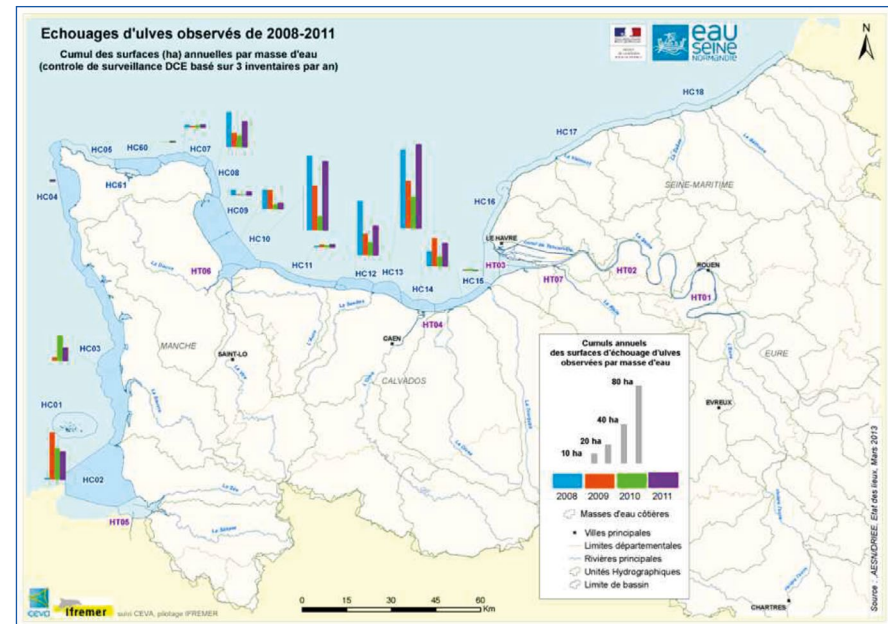 Echouages d'ulves observés de 2008-2011
Cumul des surfaces (ha) annuelles par masse d'eau
(controle de surveillance DCE basé sur 3 inventaires par an)
eau
SEINE
NORMANDIE
N
HC18
HC17
HC16
HC05
HC60
HC07
HC08
HC61
HC04
HC09
HC10
HC11
HC12
HC13
HC14
HC15
SEINE-MARITIME
LE HAVRE
HT03
HT07
HT02
ROUEN
HT01
HT06
HT04
CAEN
HC03
MANCHE
SAINT-LO
CALVADOS
EURE
EVREUX
HC01
HC02
HT05
La Sée
La Sélune
CHARTRES
Cumuls annuels
des surfaces d'échouage d'ulves
observées par masse d'eau
80 ha
40 ha
20 ha
10 ha
2008 2009 2010 2011
Masses d'eau côtières
Villes principales
Limites départementales
Rivières principales
Unités Hydrographiques
Limite de bassin
0 15 30 45 60
Km
CEVA
Ifremer
suivi CEVA, pilotage IFREMER
Source : .AESN/DRIEE, Etat des lieux, Mars 2013